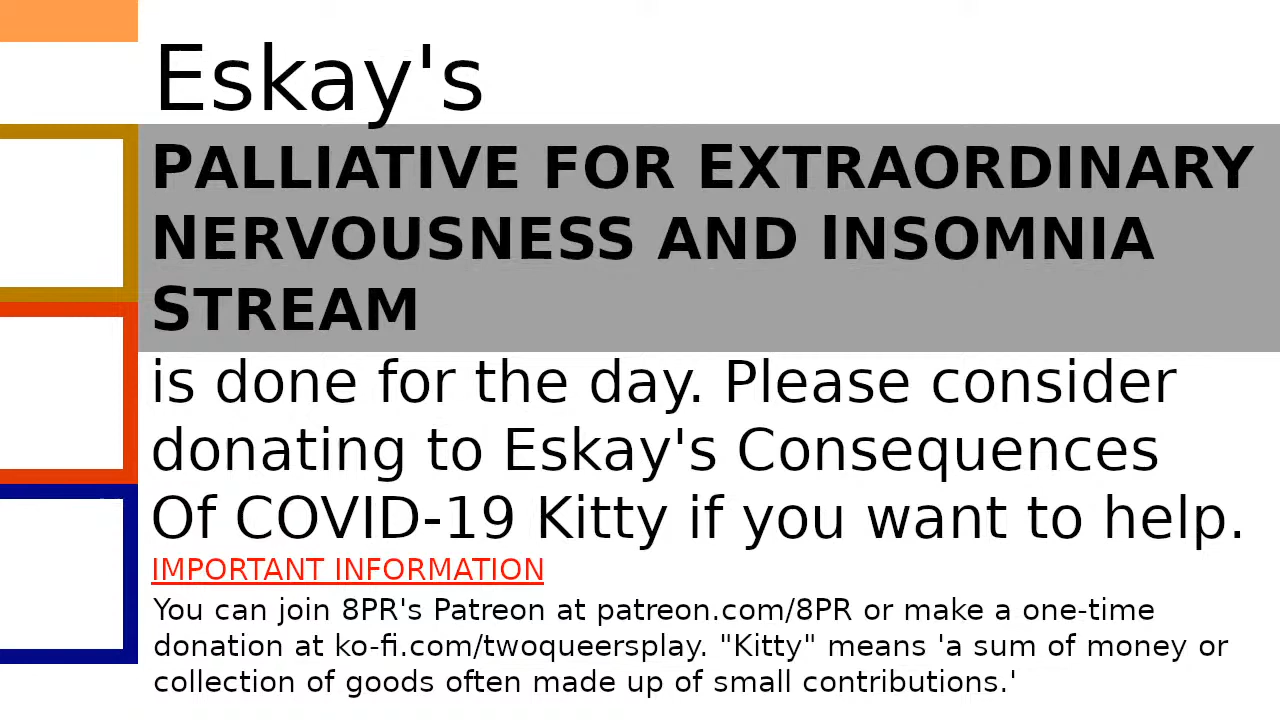 Eskay's
PALLIATIVE FOR EXTRAORDINARY
NERVOUSNESS AND INSOMNIA
STREAM
is done for the day. Please consider
donating to Eskay's Consequences
Of COVID-19 Kitty if you want to help.
IMPORTANT INFORMATION
You can join 8PR's Patreon at patreon.com/8PR or make a one-time
donation at ko-fi.com/twoqueersplay. "Kitty" means 'a sum of money or
collection of goods often made up of small contributions.'